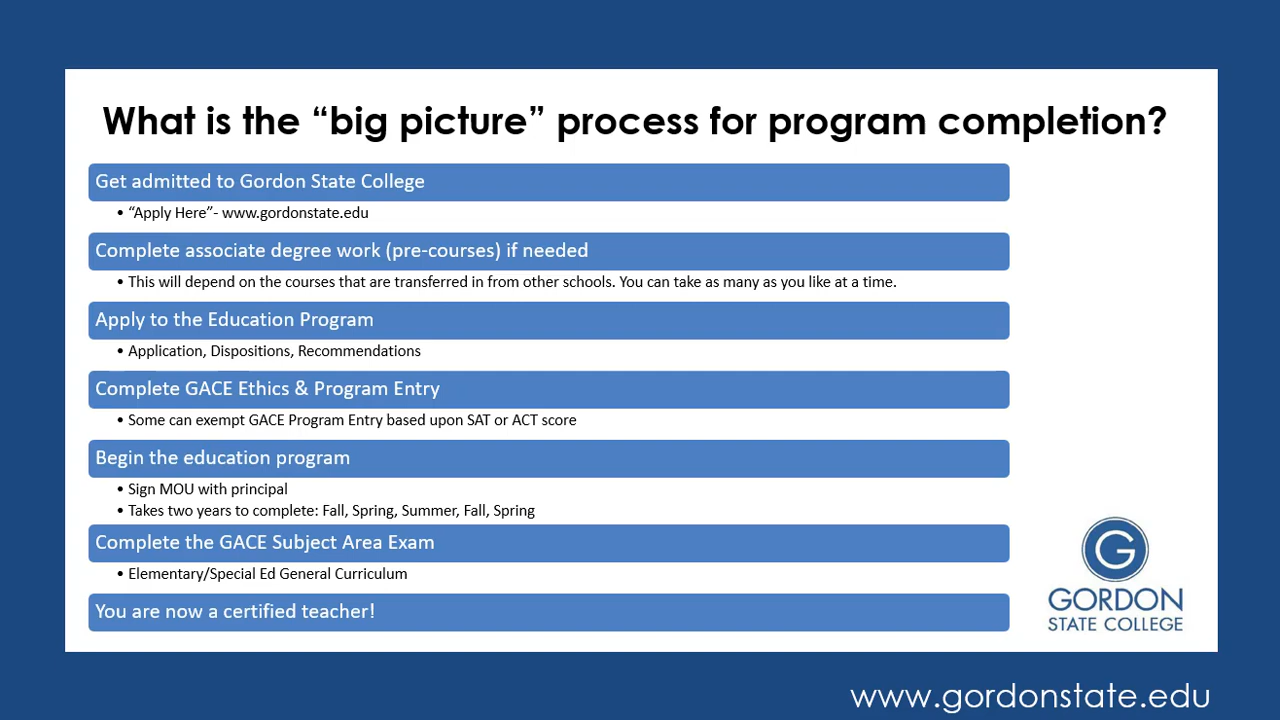 What is the “big picture” process for program completion?
Get admitted to Gordon State College
• “Apply Here”- www.gordonstate.edu
Complete associate degree work (pre-courses) if needed
• This will depend on the courses that are transferred in from other schools. You can take as many as you like at a time.
Apply to the Education Program
• Application, Dispositions, Recommendations
Complete GACE Ethics & Program Entry
• Some can exempt GACE Program Entry based upon SAT or ACT score
Begin the education program
• Sign MOU with principal
• Takes two years to complete: Fall, Spring, Summer, Fall, Spring
Complete the GACE Subject Area Exam
• Elementary/Special Ed General Curriculum
You are now a certified teacher!
G
GORDON
STATE COLLEGE
www.gordonstate.edu